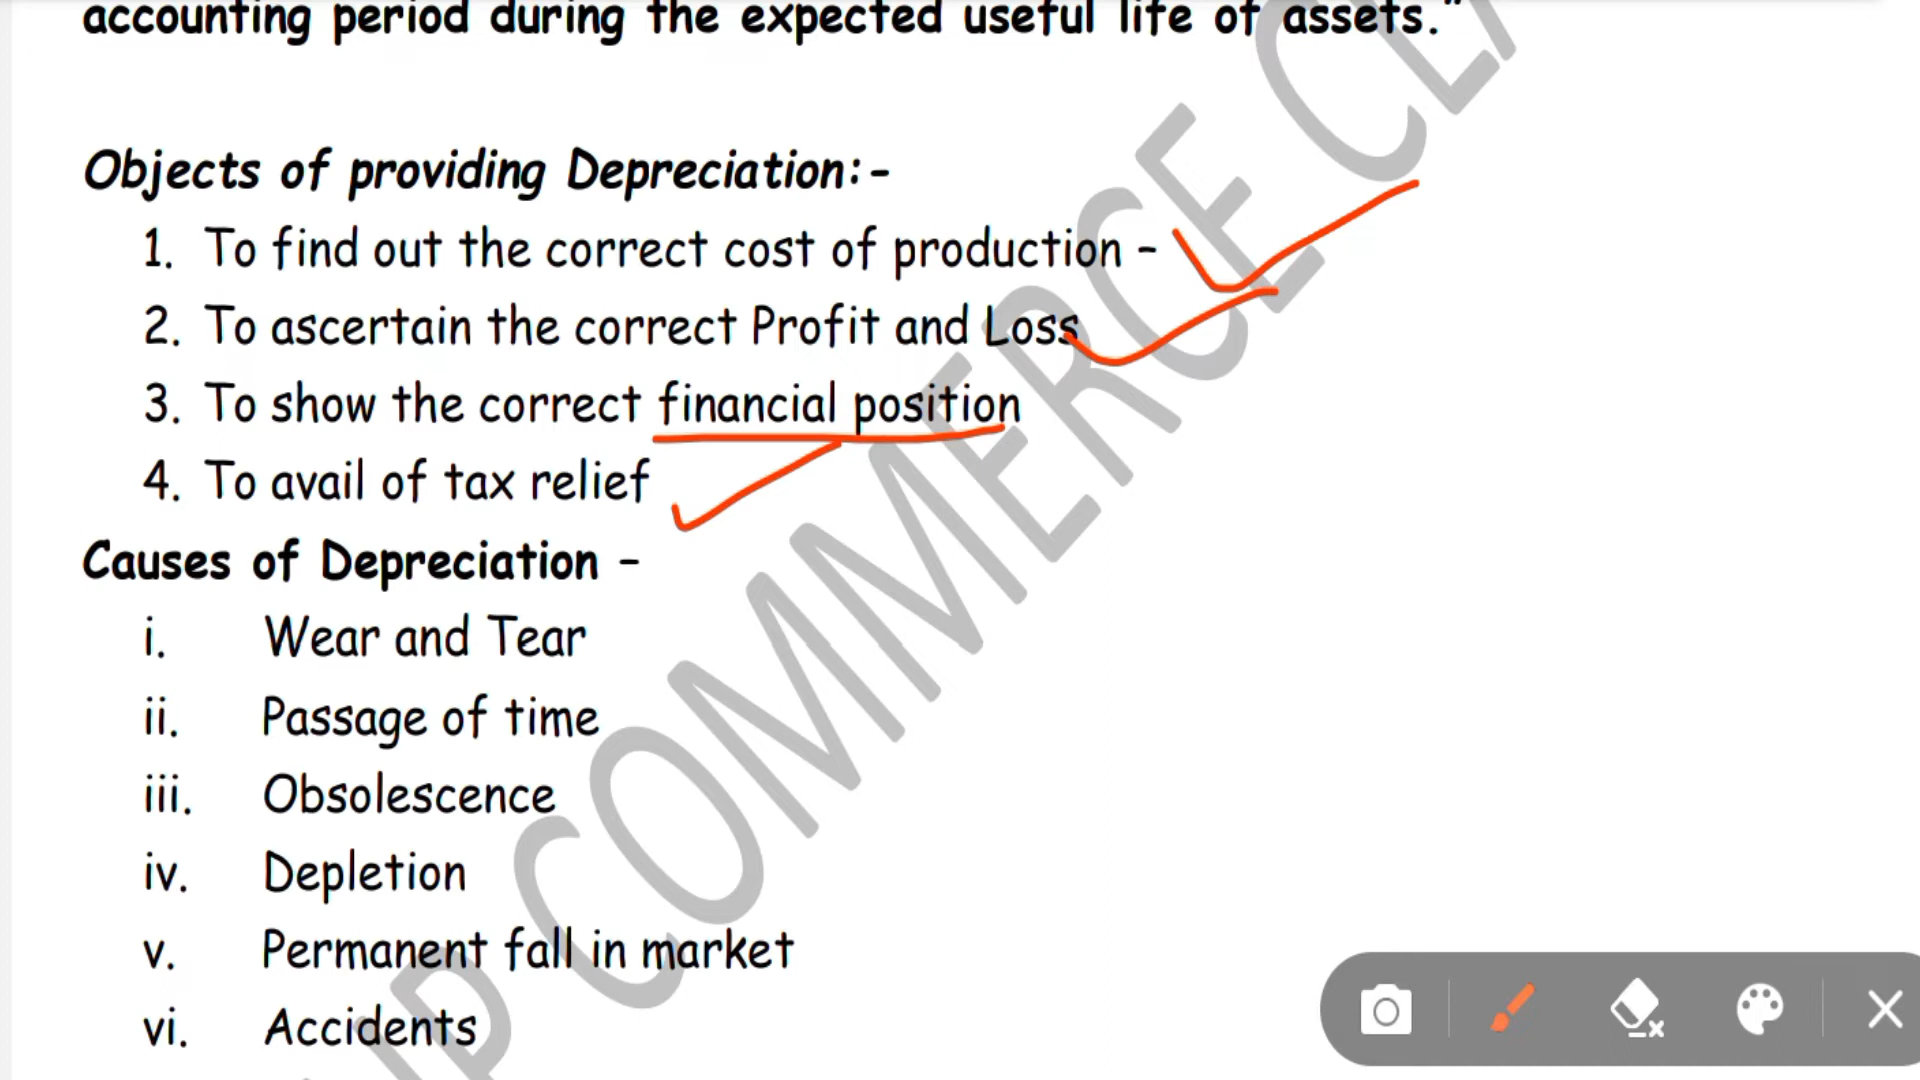 accounting period during the expected useful life of assets."
Objects of providing Depreciation:-
1. To find out the correct cost of production -
2. To ascertain the correct Profit and Loss
3. To show the correct financial position
4. To avail of tax relief
Causes of Depreciation -
i. Wear and Tear
ii. Passage of time
iii. Obsolescence
iv. Depletion
v. Permanent fall in market
vi. Accidents
COMMERCE